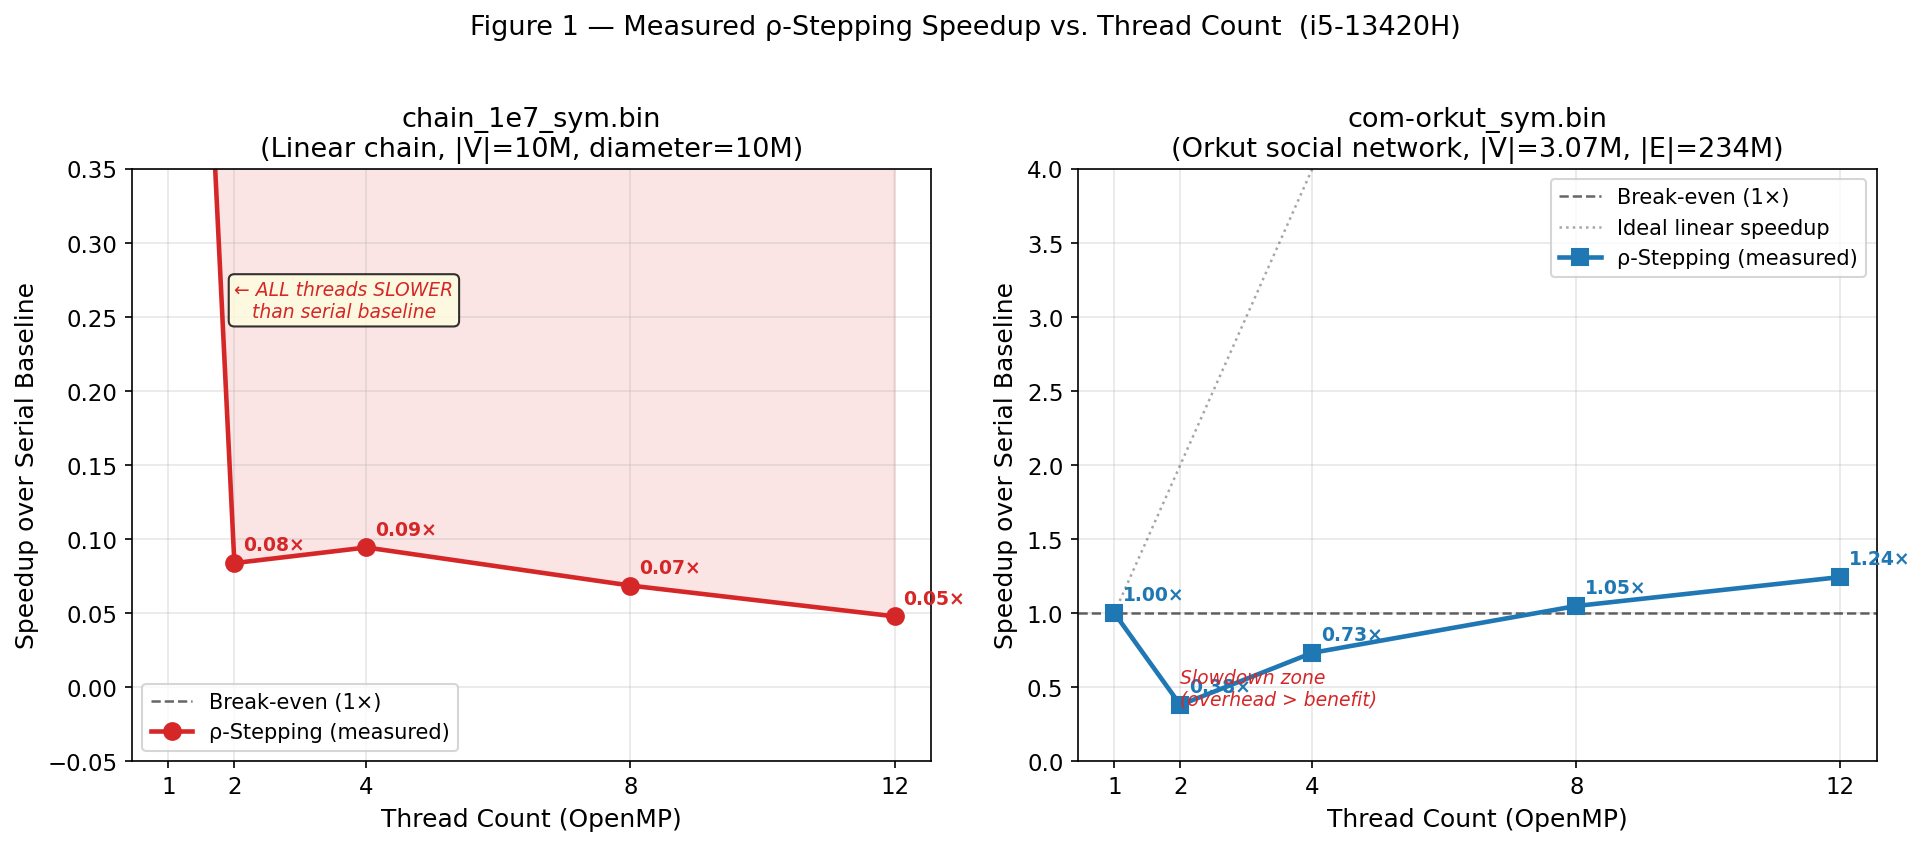 Figure 1 — Measured ρ-Stepping Speedup vs. Thread Count (i5-13420H)
chain_1e7_sym.bin
(Linear chain, |V|=10M, diameter=10M)
Speedup over Serial Baseline
0.35
0.30
0.25
0.20
0.15
0.10
0.05
0.00
−0.05
← ALL threads SLOWER
than serial baseline
0.08×
0.09×
0.07×
0.05×
Break-even (1×)
ρ-Stepping (measured)
1
2
4
8
12
Thread Count (OpenMP)
com-orkut_sym.bin
(Orkut social network, |V|=3.07M, |E|=234M)
Speedup over Serial Baseline
4.0
3.5
3.0
2.5
2.0
1.5
1.0
0.5
0.0
Break-even (1×)
Ideal linear speedup
ρ-Stepping (measured)
1.00×
0.38×
0.73×
1.05×
1.24×
Slowdown zone
(overhead > benefit)
1
2
4
8
12
Thread Count (OpenMP)